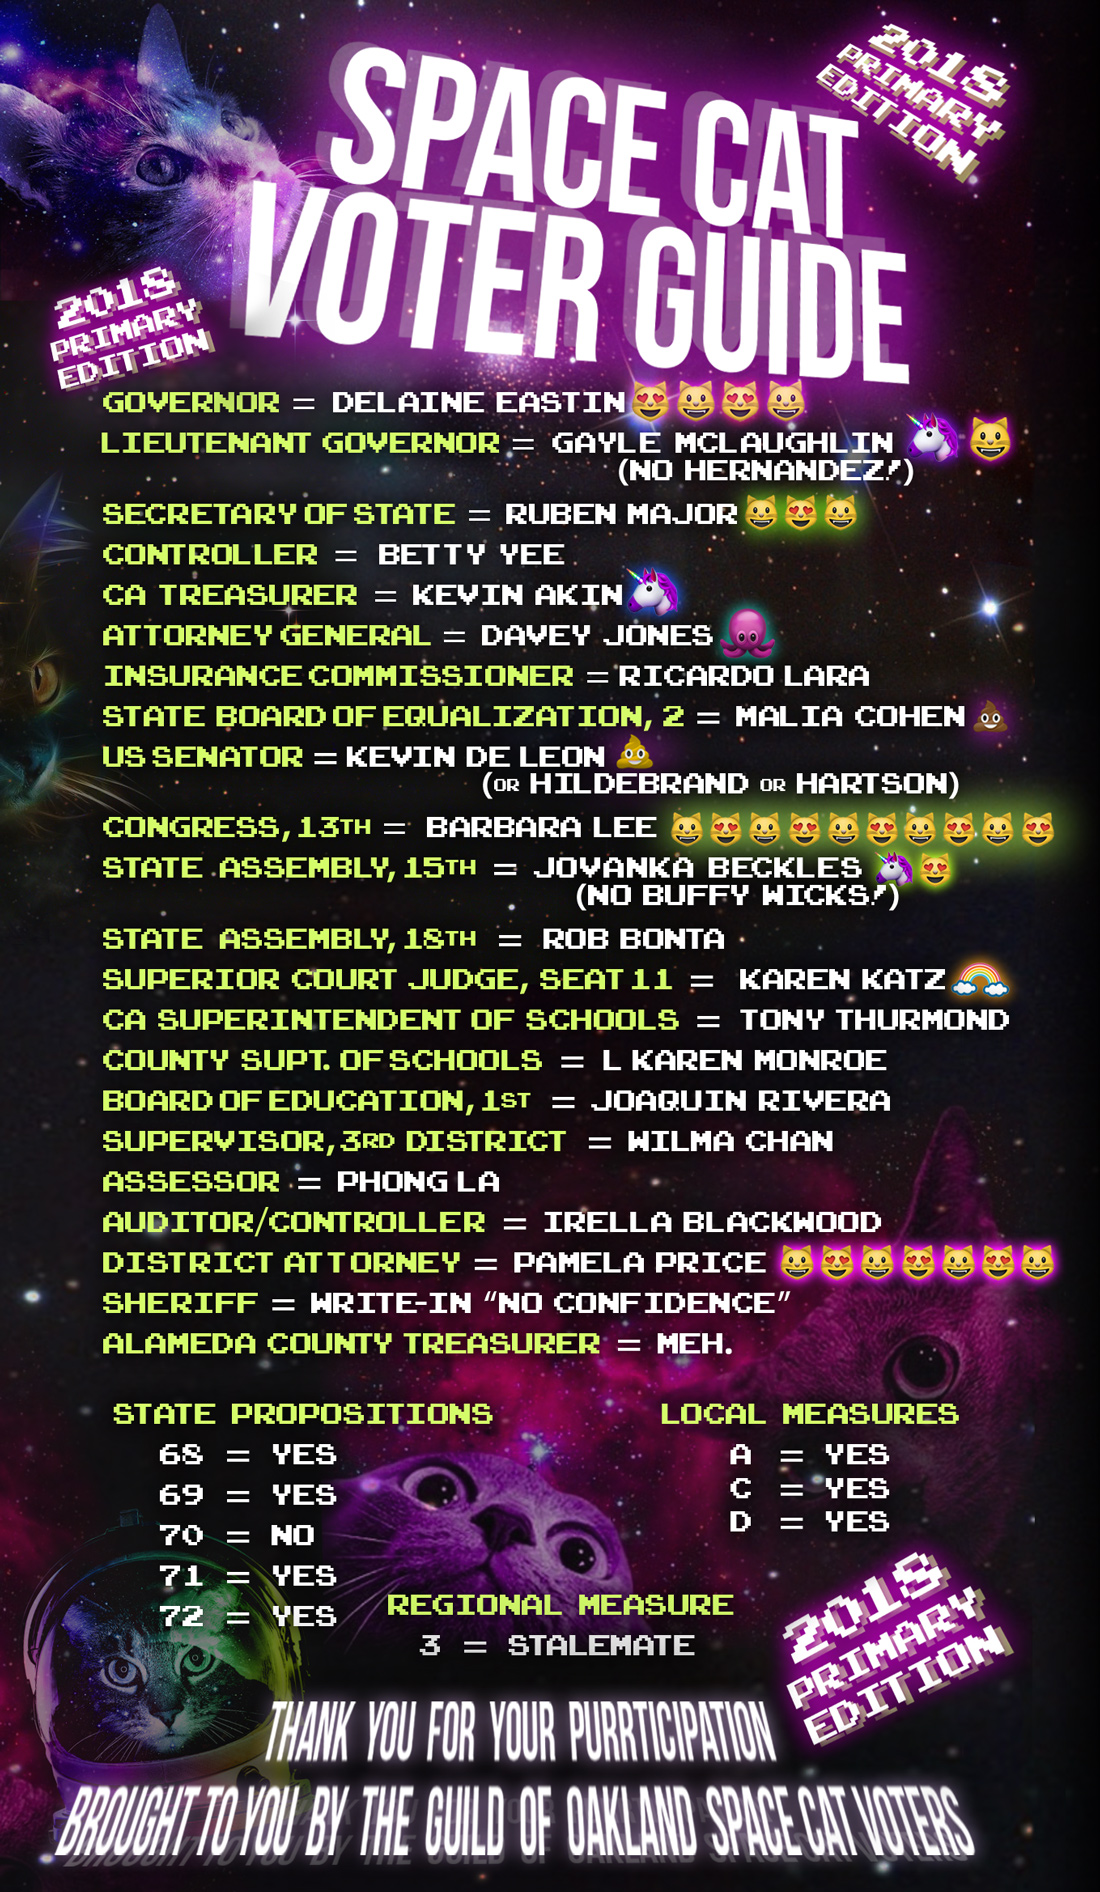 SPACE CAT
VOTER GUIDE
2018
PRIMARY
EDITION
2018
PRIMARY
EDITION
GOVERNOR = DELAINE EASTIN😻😺😻😺
LIEUTENANT GOVERNOR = GAYLE MCLAUGHLIN 🦄😺
(NO HERNANDEZ!)
SECRETARY OF STATE = RUBEN MAJOR😺😻😺
CONTROLLER = BETTY YEE
CA TREASURER = KEVIN AKIN🦄
ATTORNEY GENERAL = DAVEY JONES🐙
INSURANCE COMMISSIONER = RICARDO LARA
STATE BOARD OF EQUALIZATION, 2 = MALIA COHEN💩
US SENATOR = KEVIN DE LEON💩
(OR HILDEBRAND OR HARTSON)
CONGRESS, 13TH = BARBARA LEE 😺😻😺😻😺😻😺😻😺😻
STATE ASSEMBLY, 15TH = JOVANKA BECKLES 🦄😻
(NO BUFFY WICKS!)
STATE ASSEMBLY, 18TH = ROB BONTA
SUPERIOR COURT JUDGE, SEAT 11 = KAREN KATZ🌈
CA SUPERINTENDENT OF SCHOOLS = TONY THURMOND
COUNTY SUPT. OF SCHOOLS = L KAREN MONROE
BOARD OF EDUCATION, 1ST = JOAQUIN RIVERA
SUPERVISOR, 3RD DISTRICT = WILMA CHAN
ASSESSOR = PHONG LA
AUDITOR/CONTROLLER = IRELLA BLACKWOOD
DISTRICT ATTORNEY = PAMELA PRICE 😺😻😺😻😺😻😺
SHERIFF = WRITE-IN "NO CONFIDENCE"
ALAMEDA COUNTY TREASURER = MEH.
STATE PROPOSITIONS
68 = YES
69 = YES
70 = NO
71 = YES
72 = YES
LOCAL MEASURES
A = YES
C = YES
D = YES
REGIONAL MEASURE
3 = STALEMATE
2018
PRIMARY
EDITION
THANK YOU FOR YOUR PURRTICIPATION
BROUGHT TO YOU BY THE GUILD OF OAKLAND SPACE CAT VOTERS